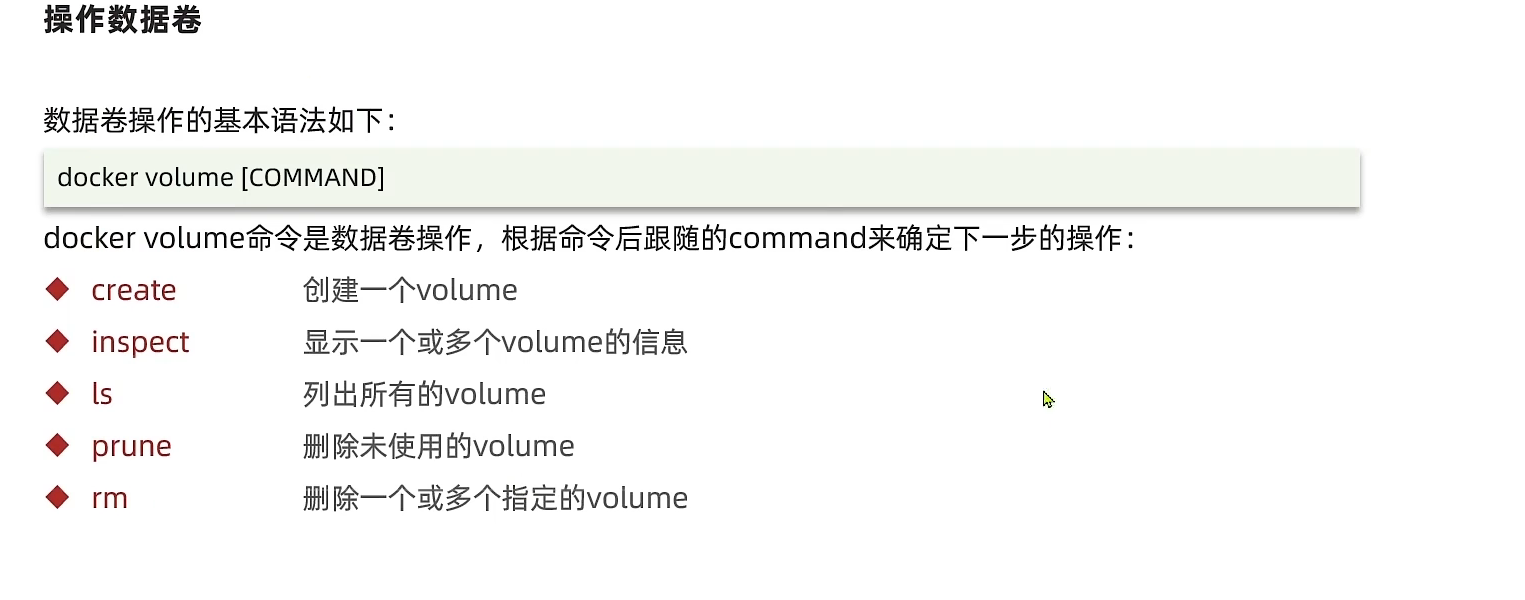 操作数据卷
数据卷操作的基本语法如下：
docker volume [COMMAND]
docker volume命令是数据卷操作，根据命令后跟随的command来确定下一步的操作：
create 创建一个volume
inspect 显示一个或多个volume的信息
ls 列出所有的volume
prune 删除未使用的volume
rm 删除一个或多个指定的volume